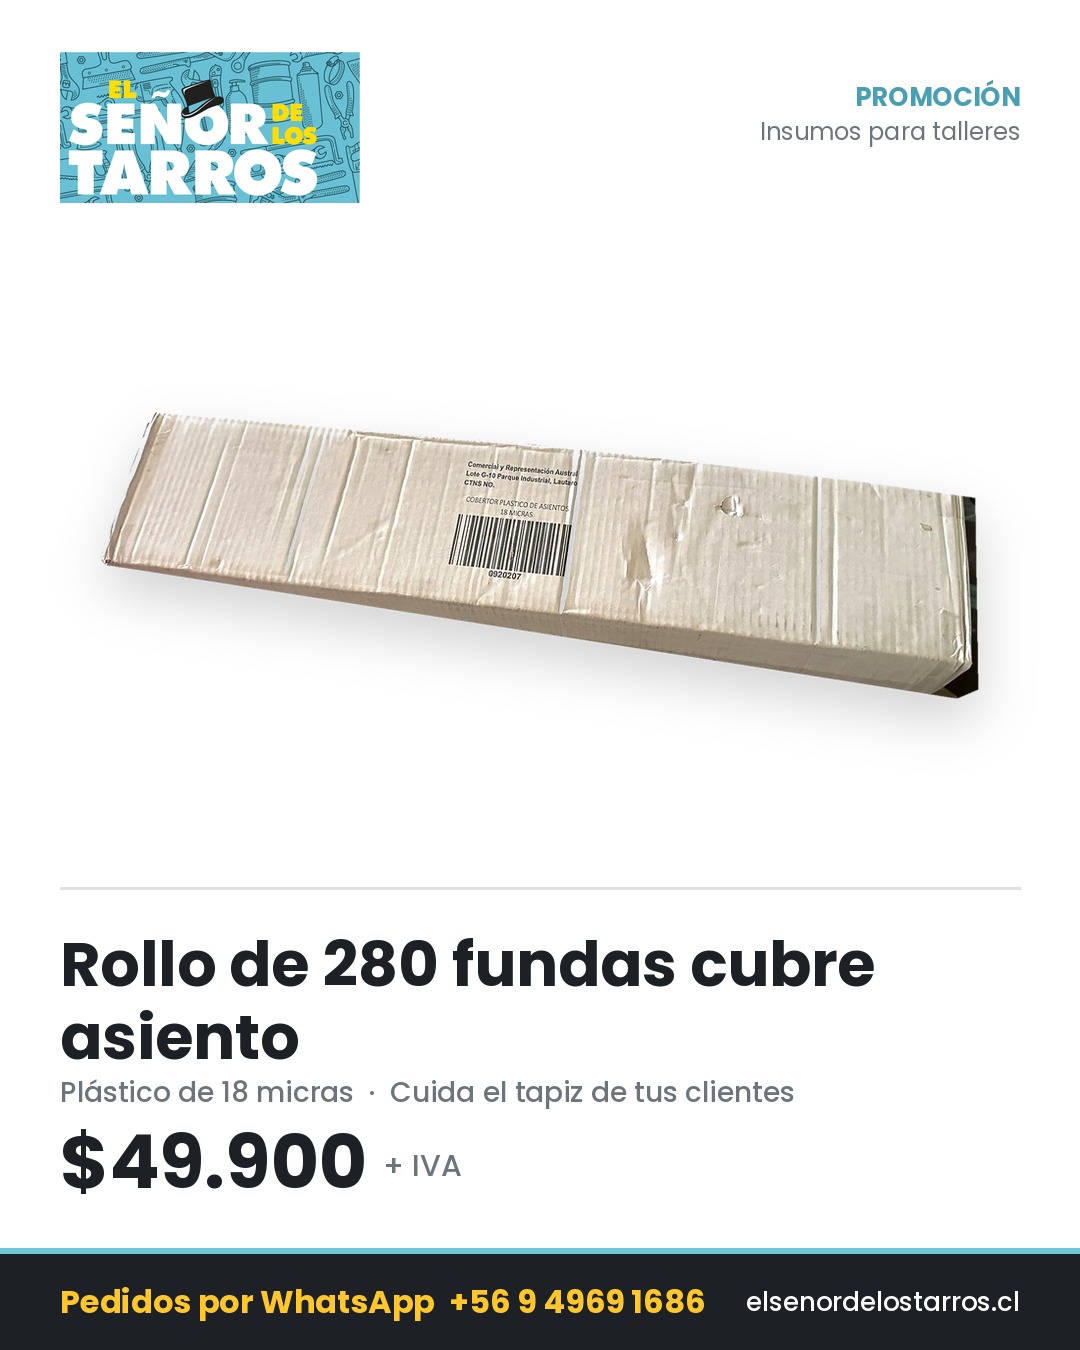 EL
SEÑOR DE LOS
TARROS
PROMOCIÓN
Insumos para talleres
Comercial y Representación Austral
Lote G-10 Parque Industrial, Lautaro
CTNS NO.
COBERTOR PLASTICO DE ASIENTOS
18 MICRAS
0920207
Rollo de 280 fundas cubre
asiento
Plástico de 18 micras · Cuida el tapiz de tus clientes
$49.900 + IVA
Pedidos por WhatsApp +56 9 4969 1686 elsenordelostarros.cl